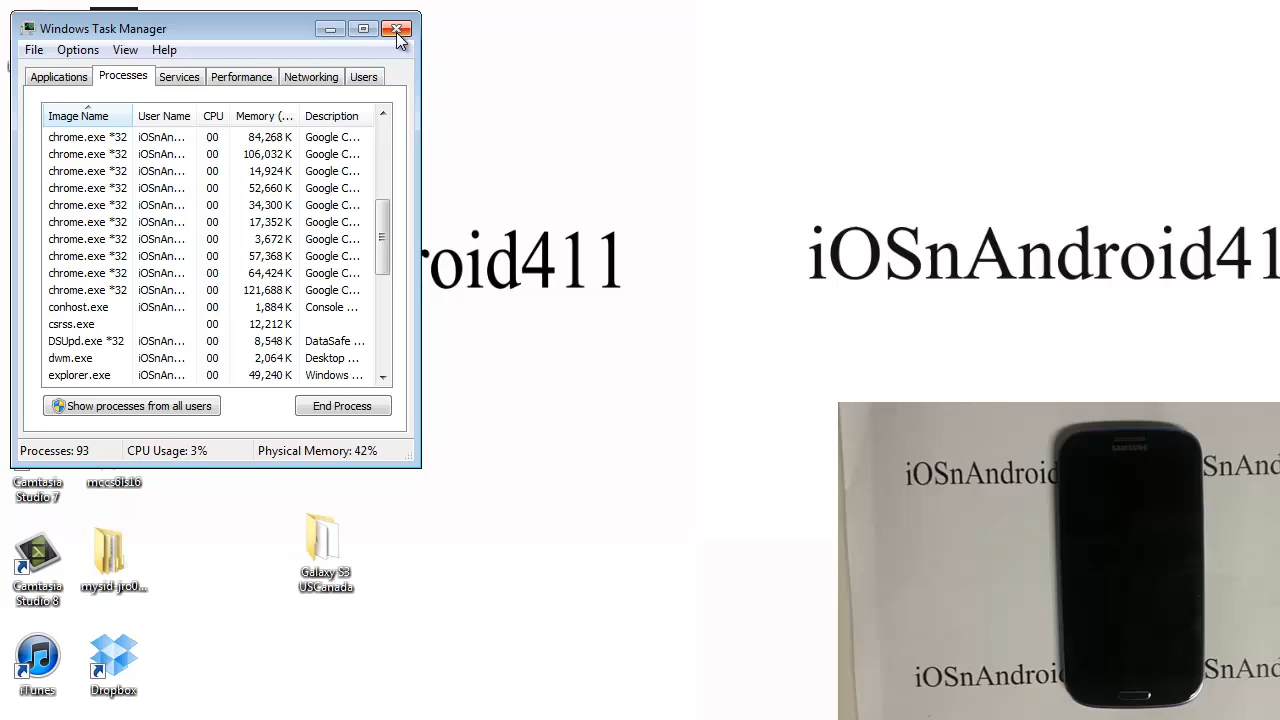 Windows Task Manager
File Options View Help
Applications Processes Services Performance Networking Users
Image Name User Name CPU Memory (... Description
chrome.exe *32 iOSnAn... 00 84,268 K Google C...
chrome.exe *32 iOSnAn... 00 106,032 K Google C...
chrome.exe *32 iOSnAn... 00 14,924 K Google C...
chrome.exe *32 iOSnAn... 00 52,660 K Google C...
chrome.exe *32 iOSnAn... 00 34,300 K Google C...
chrome.exe *32 iOSnAn... 00 17,352 K Google C...
chrome.exe *32 iOSnAn... 00 3,672 K Google C...
chrome.exe *32 iOSnAn... 00 57,368 K Google C...
chrome.exe *32 iOSnAn... 00 64,424 K Google C...
chrome.exe *32 iOSnAn... 00 121,688 K Google C...
conhost.exe iOSnAn... 00 1,884 K Console ...
csrss.exe 00 12,212 K
DSUpd.exe *32 iOSnAn... 00 8,548 K DataSafe ...
dwm.exe iOSnAn... 00 2,064 K Desktop ...
explorer.exe iOSnAn... 00 49,240 K Windows ...
Show processes from all users End Process
Processes: 93 CPU Usage: 3% Physical Memory: 42%
roid411
iOSnAndroid41
Camtasia
Studio 7
mccsols16
Camtasia
Studio 8
mysid-jro0...
Galaxy S3
USCanada
iTunes
Dropbox
SAMSUNG
iOSnAndroid
SnAnd
iOSnAndroi
SnAnd